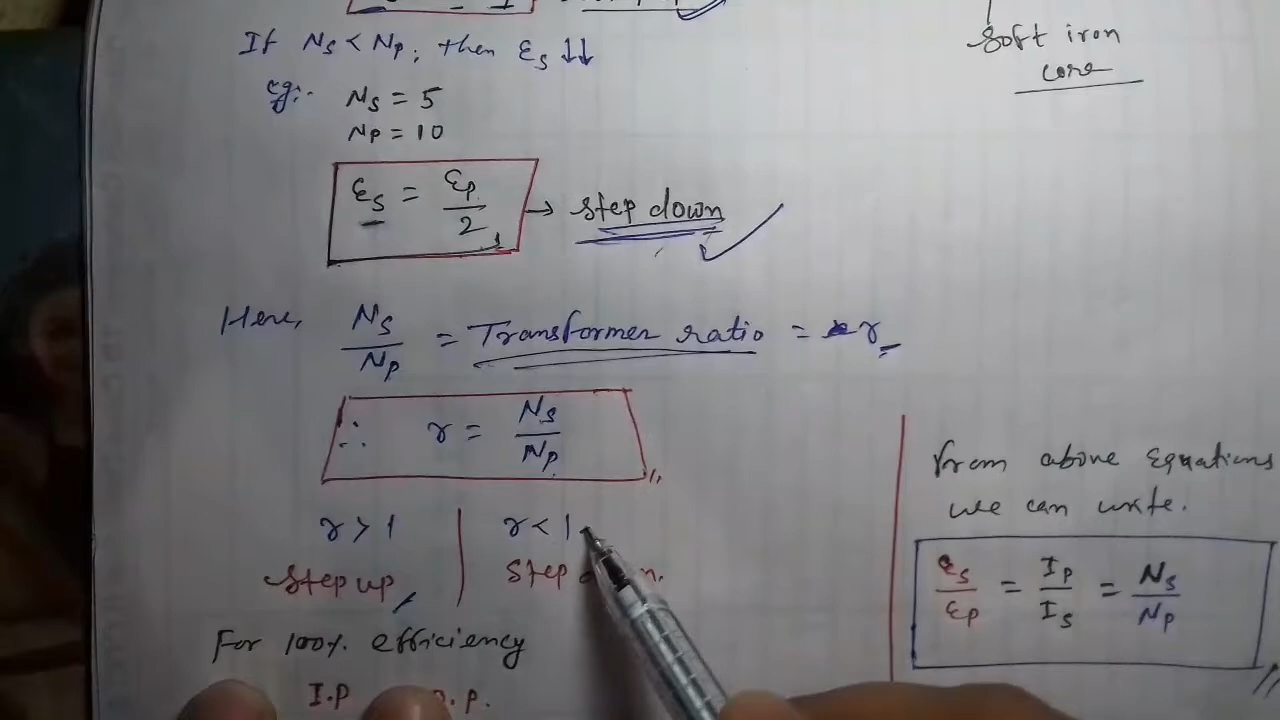 If Ns < Np, then εs ↓↓
eg:- Ns = 5
Np = 10
εs = εp/2 → step down
Here, Ns/Np = Transformer ratio = r
∴ r = Ns/Np
r > 1
step up
r < 1
step
For 100% efficiency
I.P
soft iron
core
from above Equations
we can write.
es/εp = Ip/Is = Ns/Np